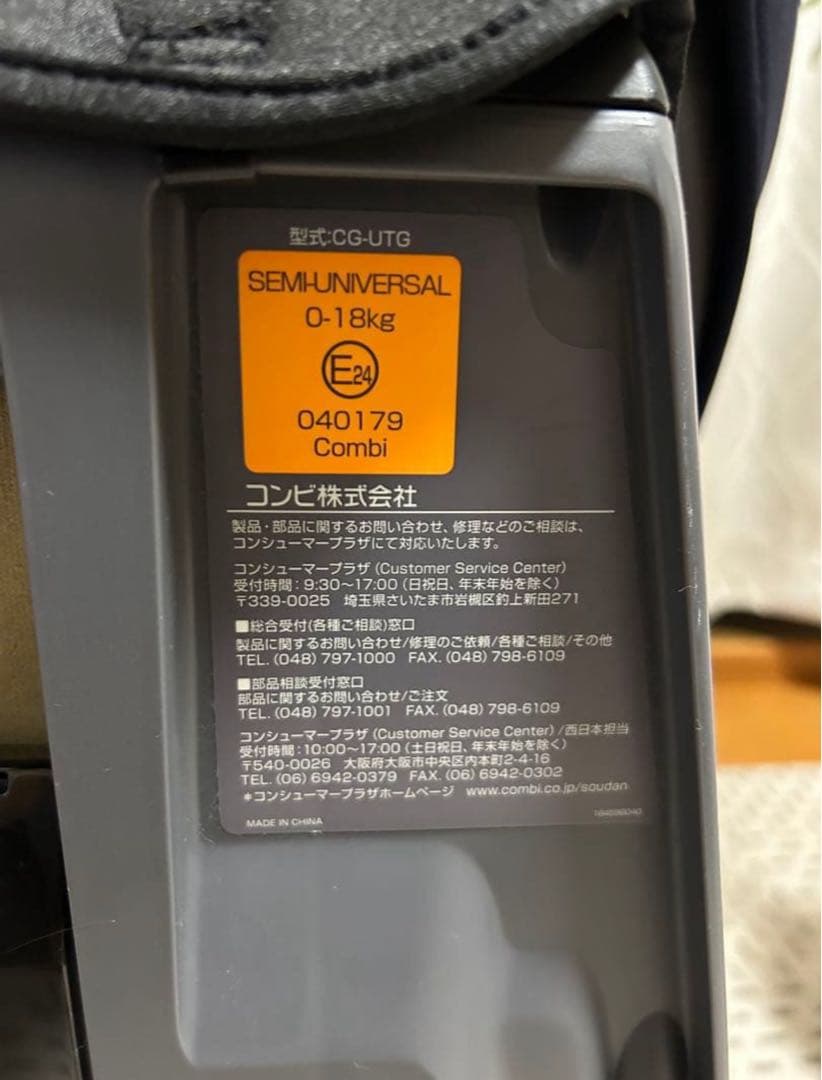 型式:CG-UTG
SEMI-UNIVERSAL
0-18kg
E24
040179
Combi
コンビ株式会社
製品・部品に関するお問い合わせ、修理などのご相談は、
コンシューマープラザにて対応いたします。
コンシューマープラザ (Customer Service Center)
受付時間：9:30～17:00 (日祝日、年末年始を除く)
〒339-0025 埼玉県さいたま市岩槻区釣上新田271
■総合受付(各種ご相談)窓口
製品に関するお問い合わせ/修理のご依頼/各種ご相談/その他
TEL. (048) 797-1000 FAX. (048) 798-6109
■部品相談受付窓口
部品に関するお問い合わせ/ご注文
TEL. (048) 797-1001 FAX. (048) 798-6109
コンシューマープラザ (Customer Service Center) /西日本担当
受付時間：10:00～17:00 (土日祝日、年末年始を除く)
〒540-0026 大阪府大阪市中央区内本町2-4-16
TEL. (06) 6942-0379 FAX. (06) 6942-0302
＊コンシューマープラザホームページ www.combi.co.jp/soudan
MADE IN CHINA